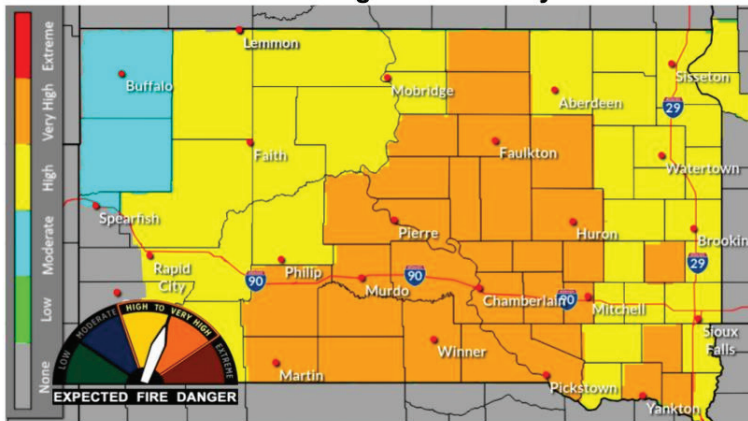 Extreme
Very High
High
Moderate
Low
None
Lemmon
Buffalo
Mobridge
Sisseton
Aberdeen
29
Faith
Faulkton
Watertown
Spearfish
Pierre
Huron
Brookin
29
Rapid
City
90
Philip
Murdo
90
Chamberlain
90
Mitchell
Sioux
Falls
Winner
Martin
Pickstown
Yankton
LOW
MODERATE
HIGH TO VERY HIGH
EXTREME
EXPECTED FIRE DANGER